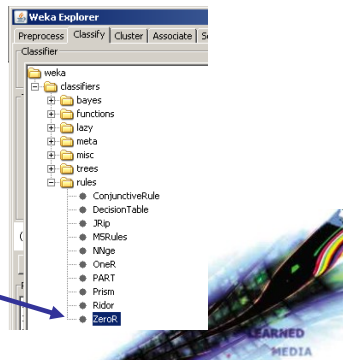 Weka Explorer
Preprocess Classify Cluster Associate
Classifier
weka
classifiers
bayes
functions
lazy
meta
misc
trees
rules
ConjunctiveRule
DecisionTable
JRip
M5Rules
NNge
OneR
PART
Prism
Ridor
ZeroR
LEARNED
MEDIA